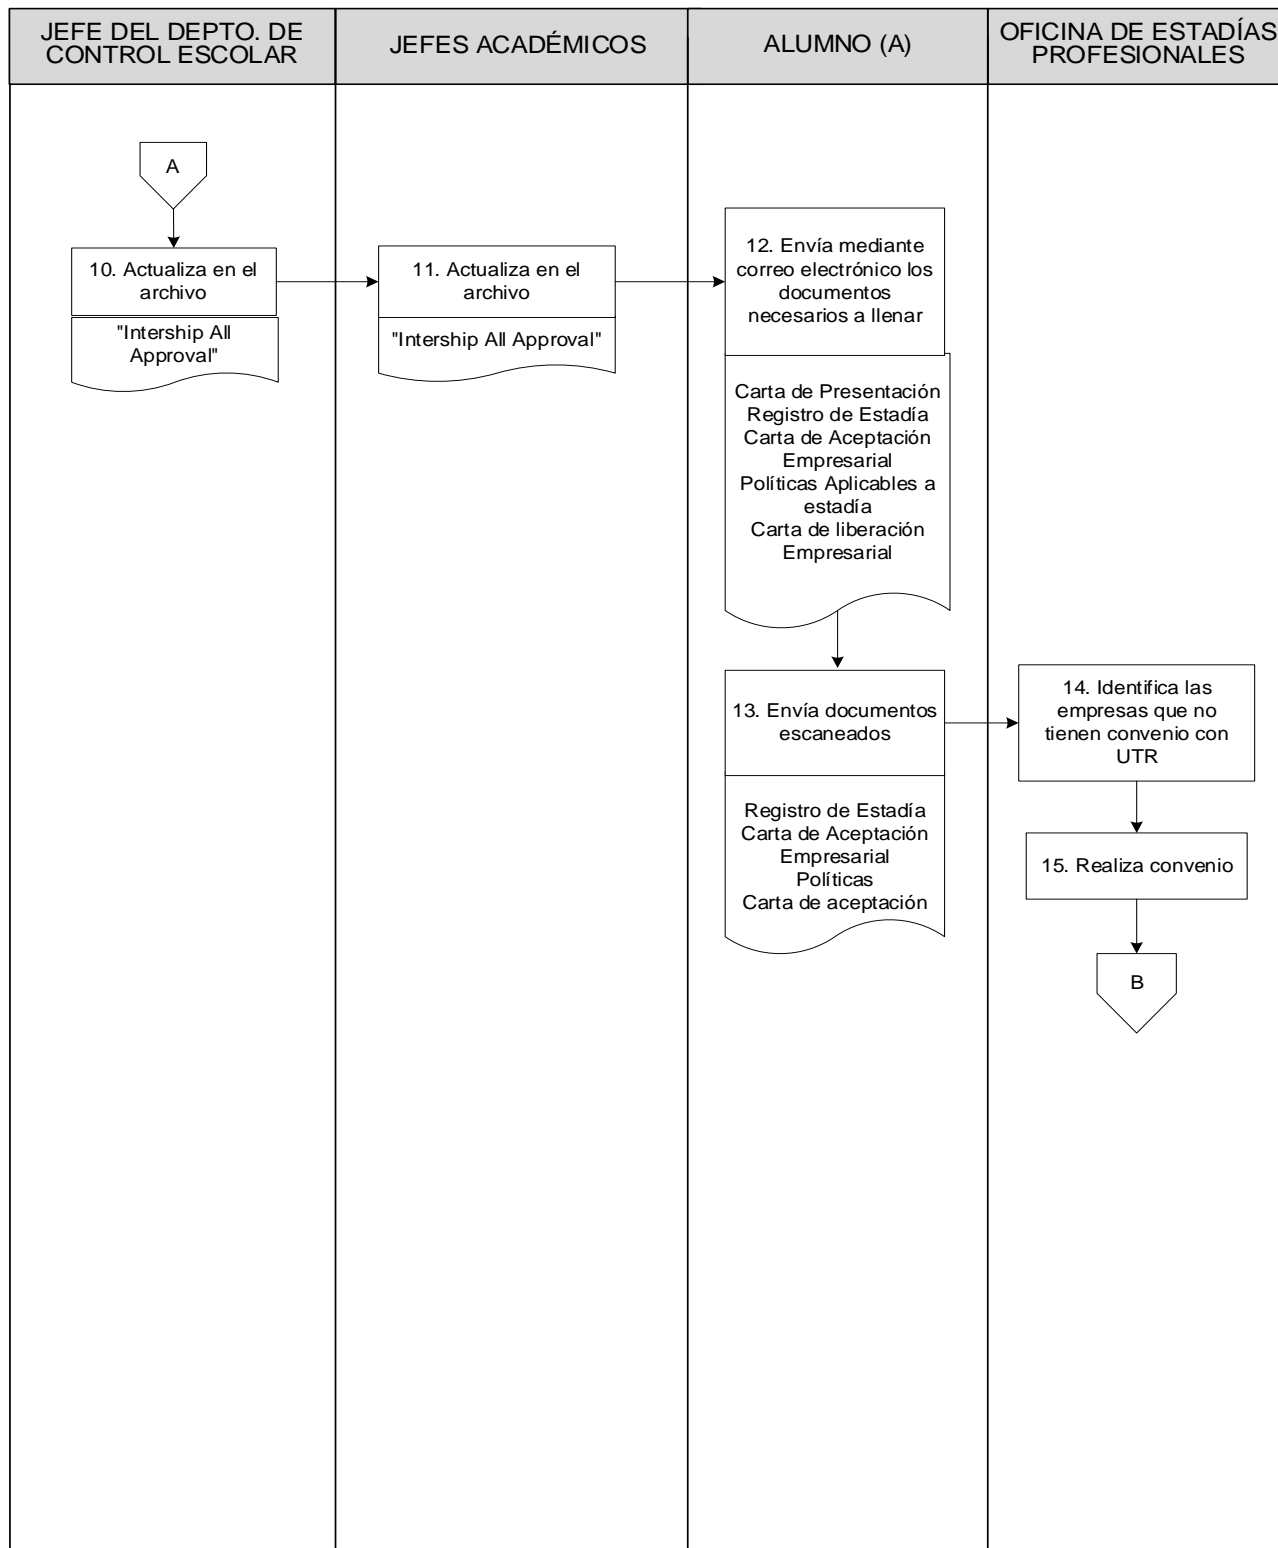 JEFE DEL DEPTO. DE
CONTROL ESCOLAR
JEFES ACADÉMICOS
ALUMNO (A)
OFICINA DE ESTADÍAS
PROFESIONALES
A
10. Actualiza en el
archivo
"Intership All
Approval"
11. Actualiza en el
archivo
"Intership All Approval"
12. Envía mediante
correo electrónico los
documentos
necesarios a llenar
Carta de Presentación
Registro de Estadía
Carta de Aceptación
Empresarial
Políticas Aplicables a
estadía
Carta de liberación
Empresarial
13. Envía documentos
escaneados
Registro de Estadía
Carta de Aceptación
Empresarial
Políticas
Carta de aceptación
14. Identifica las
empresas que no
tienen convenio con
UTR
15. Realiza convenio
B